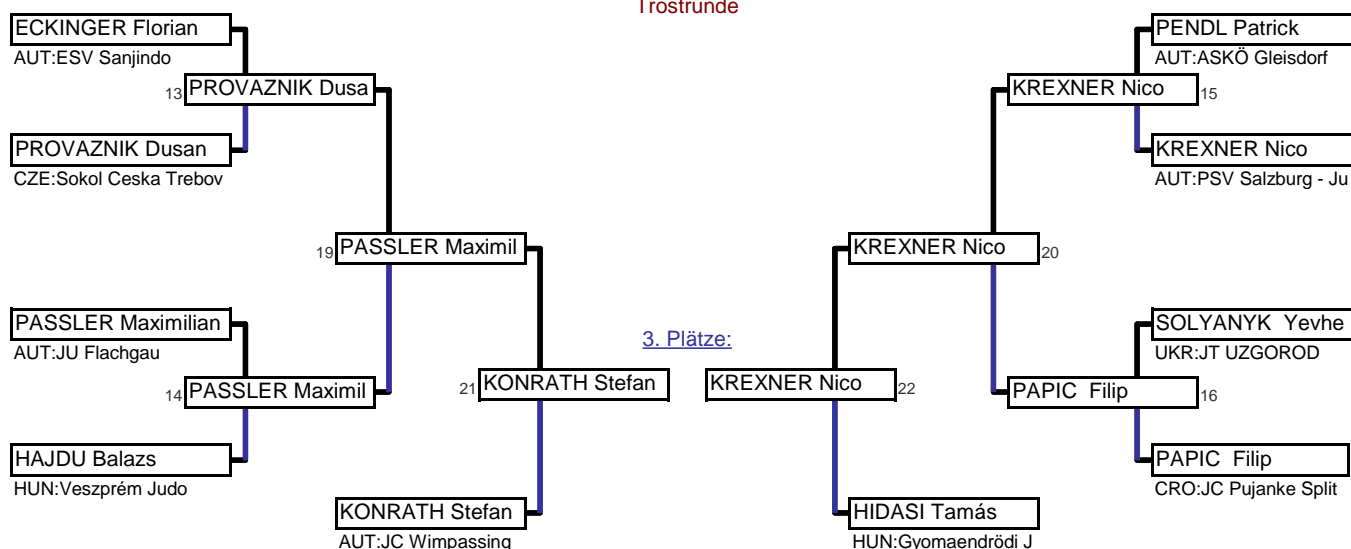 Trostrunde
ECKINGER Florian
AUT:ESV Sanjindo
13 PROVAZNIK Dusa
PROVAZNIK Dusan
CZE:Sokol Ceska Trebov
19 PASSLER Maximil
PASSLER Maximilian
AUT:JU Flachgau
14 PASSLER Maximil
HAJDU Balazs
HUN:Veszprém Judo
21 KONRATH Stefan
KONRATH Stefan
AUT:JC Wimpassing
3. Plätze:
PENDL Patrick
AUT:ASKÖ Gleisdorf
KREXNER Nico 15
KREXNER Nico
AUT:PSV Salzburg - Ju
KREXNER Nico 20
SOLYANYK Yevhe
UKR:JT UZGOROD
PAPIC Filip 16
PAPIC Filip
CRO:JC Pujanke Split
KREXNER Nico 22
HIDASI Tamás
HUN:Gyomaendrödi J